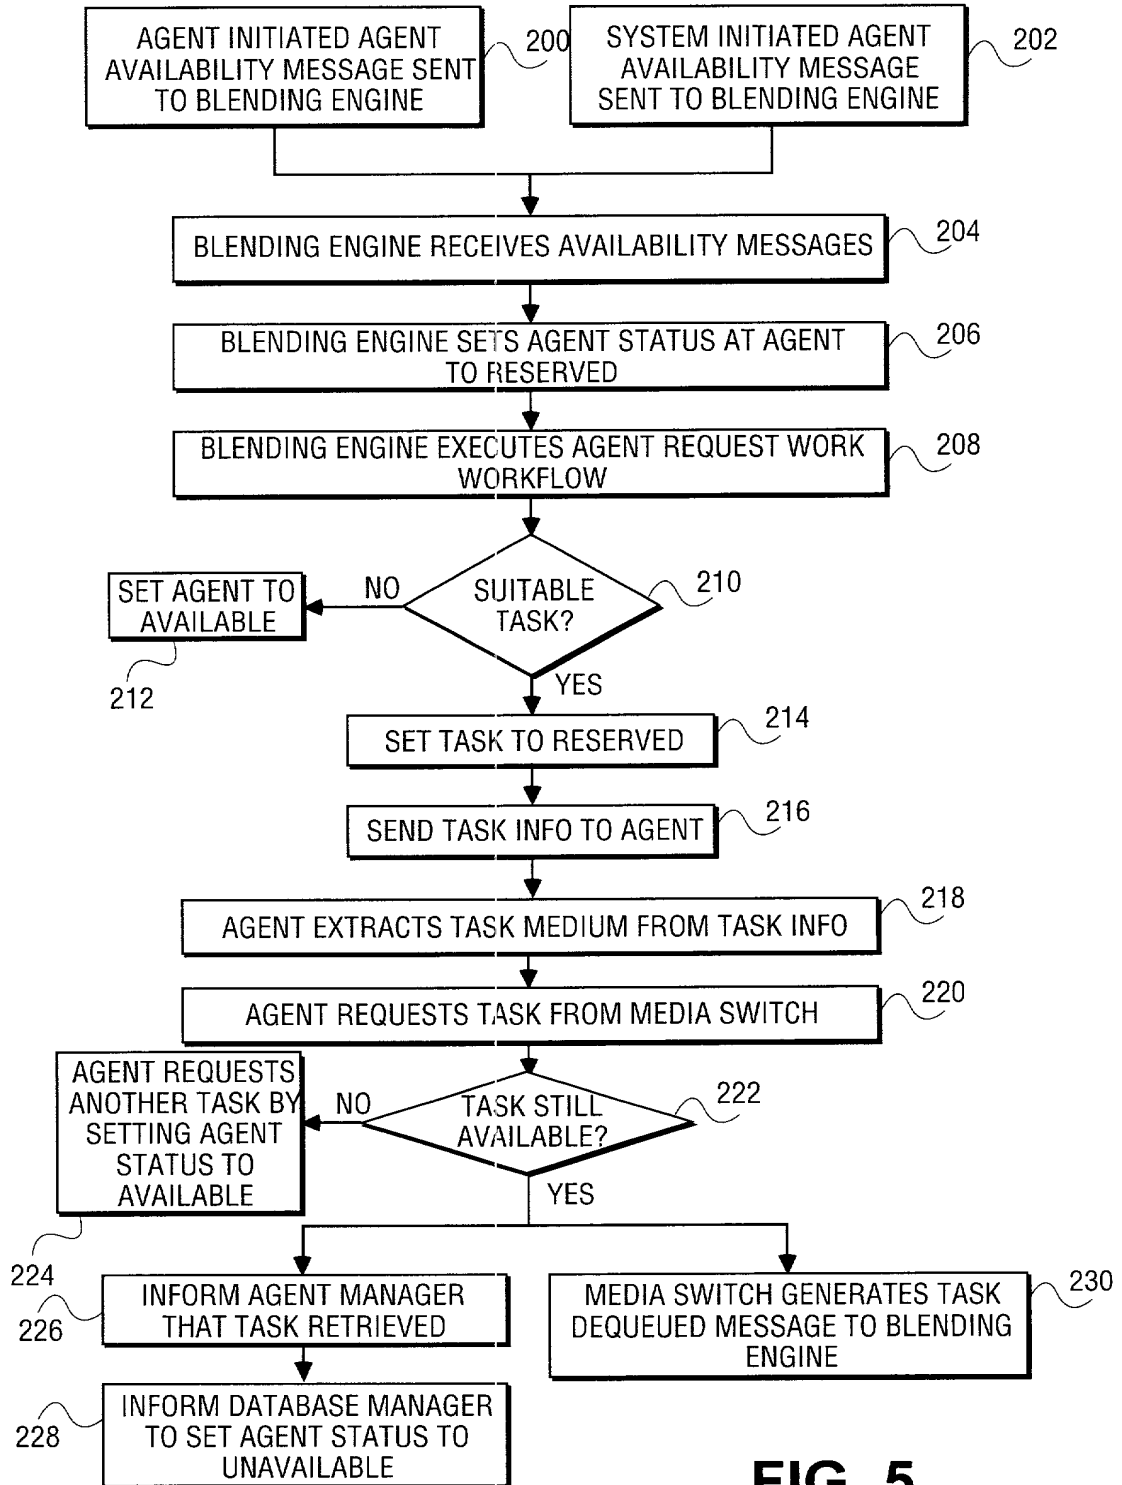 AGENT INITIATED AGENT
AVAILABILITY MESSAGE SENT
TO BLENDING ENGINE
200
SYSTEM INITIATED AGENT
AVAILABILITY MESSAGE
SENT TO BLENDING ENGINE
202
BLENDING ENGINE RECEIVES AVAILABILITY MESSAGES
204
BLENDING ENGINE SETS AGENT STATUS AT AGENT
TO RESERVED
206
BLENDING ENGINE EXECUTES AGENT REQUEST WORK
WORKFLOW
208
SUITABLE
TASK?
210
NO
SET AGENT TO
AVAILABLE
212
YES
SET TASK TO RESERVED
214
SEND TASK INFO TO AGENT
216
AGENT EXTRACTS TASK MEDIUM FROM TASK INFO
218
AGENT REQUESTS TASK FROM MEDIA SWITCH
220
TASK STILL
AVAILABLE?
222
NO
AGENT REQUESTS
ANOTHER TASK BY
SETTING AGENT
STATUS TO
AVAILABLE
224
YES
INFORM AGENT MANAGER
THAT TASK RETRIEVED
226
MEDIA SWITCH GENERATES TASK
DEQUEUED MESSAGE TO BLENDING
ENGINE
230
INFORM DATABASE MANAGER
TO SET AGENT STATUS TO
UNAVAILABLE
228
FIG. 5